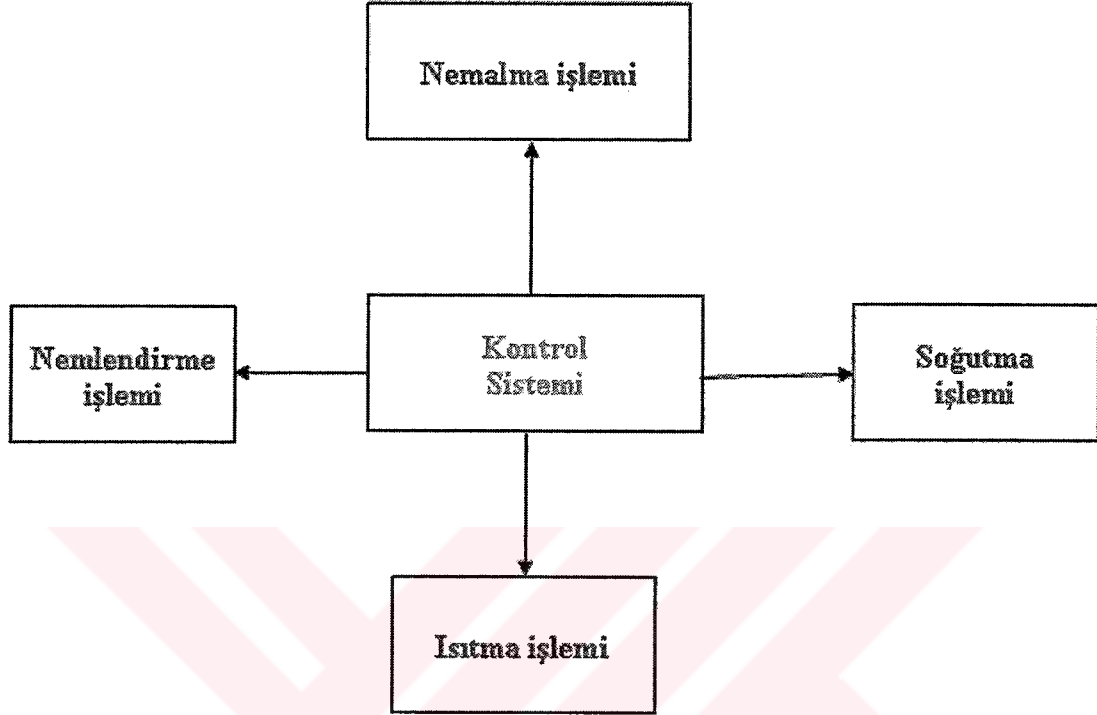 Nemalma işlemi
Nemlendirme
işlemi
Kontrol
Sistemi
Soğutma
işlemi
Isıtma işlemi